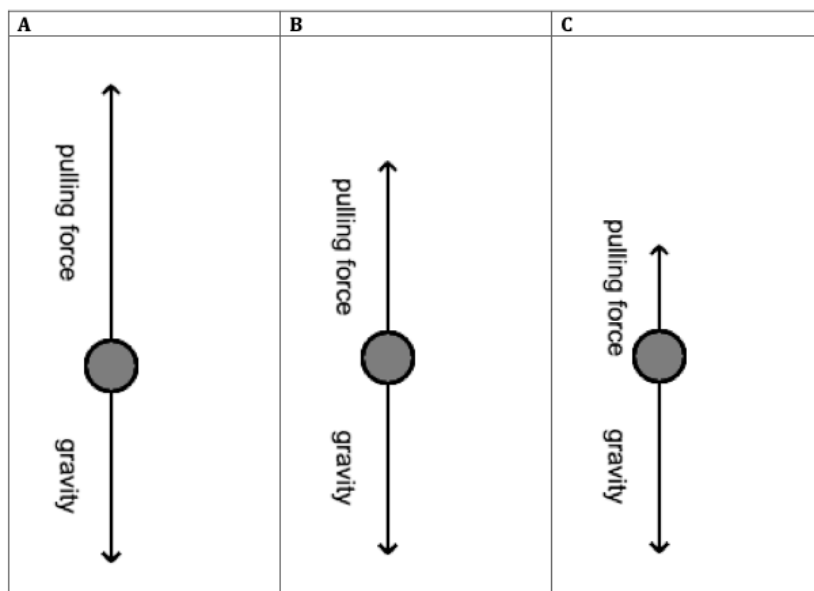 A
B
C
pulling force
gravity
pulling force
gravity
pulling force
gravity